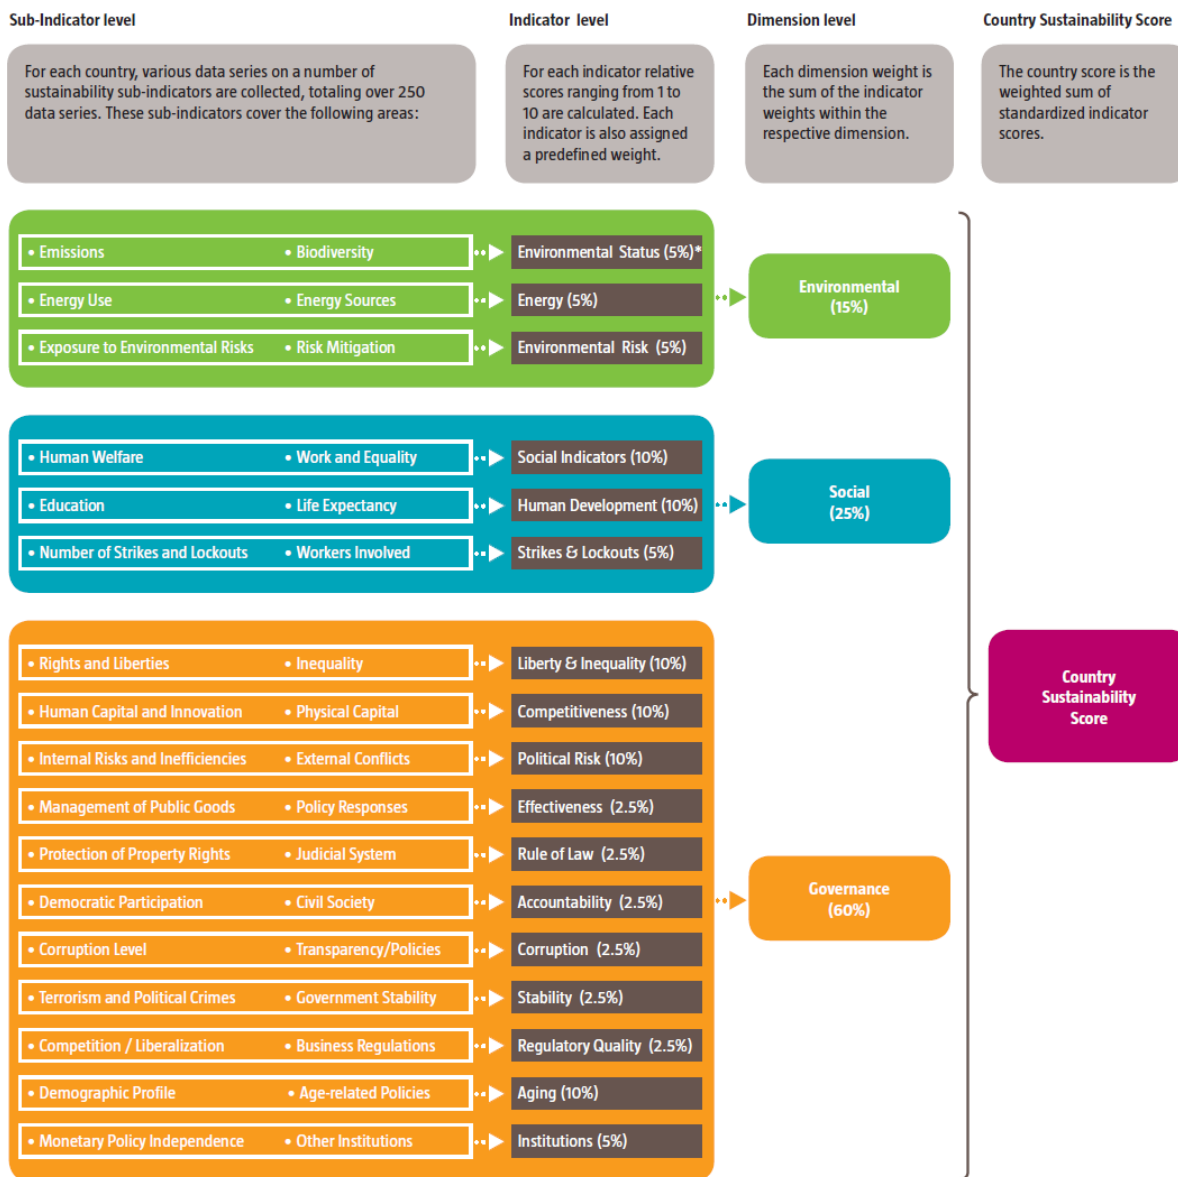 Sub-Indicator level
Indicator level
Dimension level
Country Sustainability Score
For each country, various data series on a number of
sustainability sub-indicators are collected, totaling over 250
data series. These sub-indicators cover the following areas:
For each indicator relative
scores ranging from 1 to
10 are calculated. Each
indicator is also assigned
a predefined weight.
Each dimension weight is
the sum of the indicator
weights within the
respective dimension.
The country score is the
weighted sum of
standardized indicator
scores.
• Emissions • Biodiversity
Environmental Status (5%)*
• Energy Use • Energy Sources
Energy (5%)
• Exposure to Environmental Risks • Risk Mitigation
Environmental Risk (5%)
Environmental
(15%)
• Human Welfare • Work and Equality
Social Indicators (10%)
• Education • Life Expectancy
Human Development (10%)
• Number of Strikes and Lockouts • Workers Involved
Strikes & Lockouts (5%)
Social
(25%)
• Rights and Liberties • Inequality
Liberty & Inequality (10%)
• Human Capital and Innovation • Physical Capital
Competitiveness (10%)
• Internal Risks and Inefficiencies • External Conflicts
Political Risk (10%)
• Management of Public Goods • Policy Responses
Effectiveness (2.5%)
• Protection of Property Rights • Judicial System
Rule of Law (2.5%)
• Democratic Participation • Civil Society
Accountability (2.5%)
• Corruption Level • Transparency/Policies
Corruption (2.5%)
• Terrorism and Political Crimes • Government Stability
Stability (2.5%)
• Competition / Liberalization • Business Regulations
Regulatory Quality (2.5%)
• Demographic Profile • Age-related Policies
Aging (10%)
• Monetary Policy Independence • Other Institutions
Institutions (5%)
Governance
(60%)
Country
Sustainability
Score